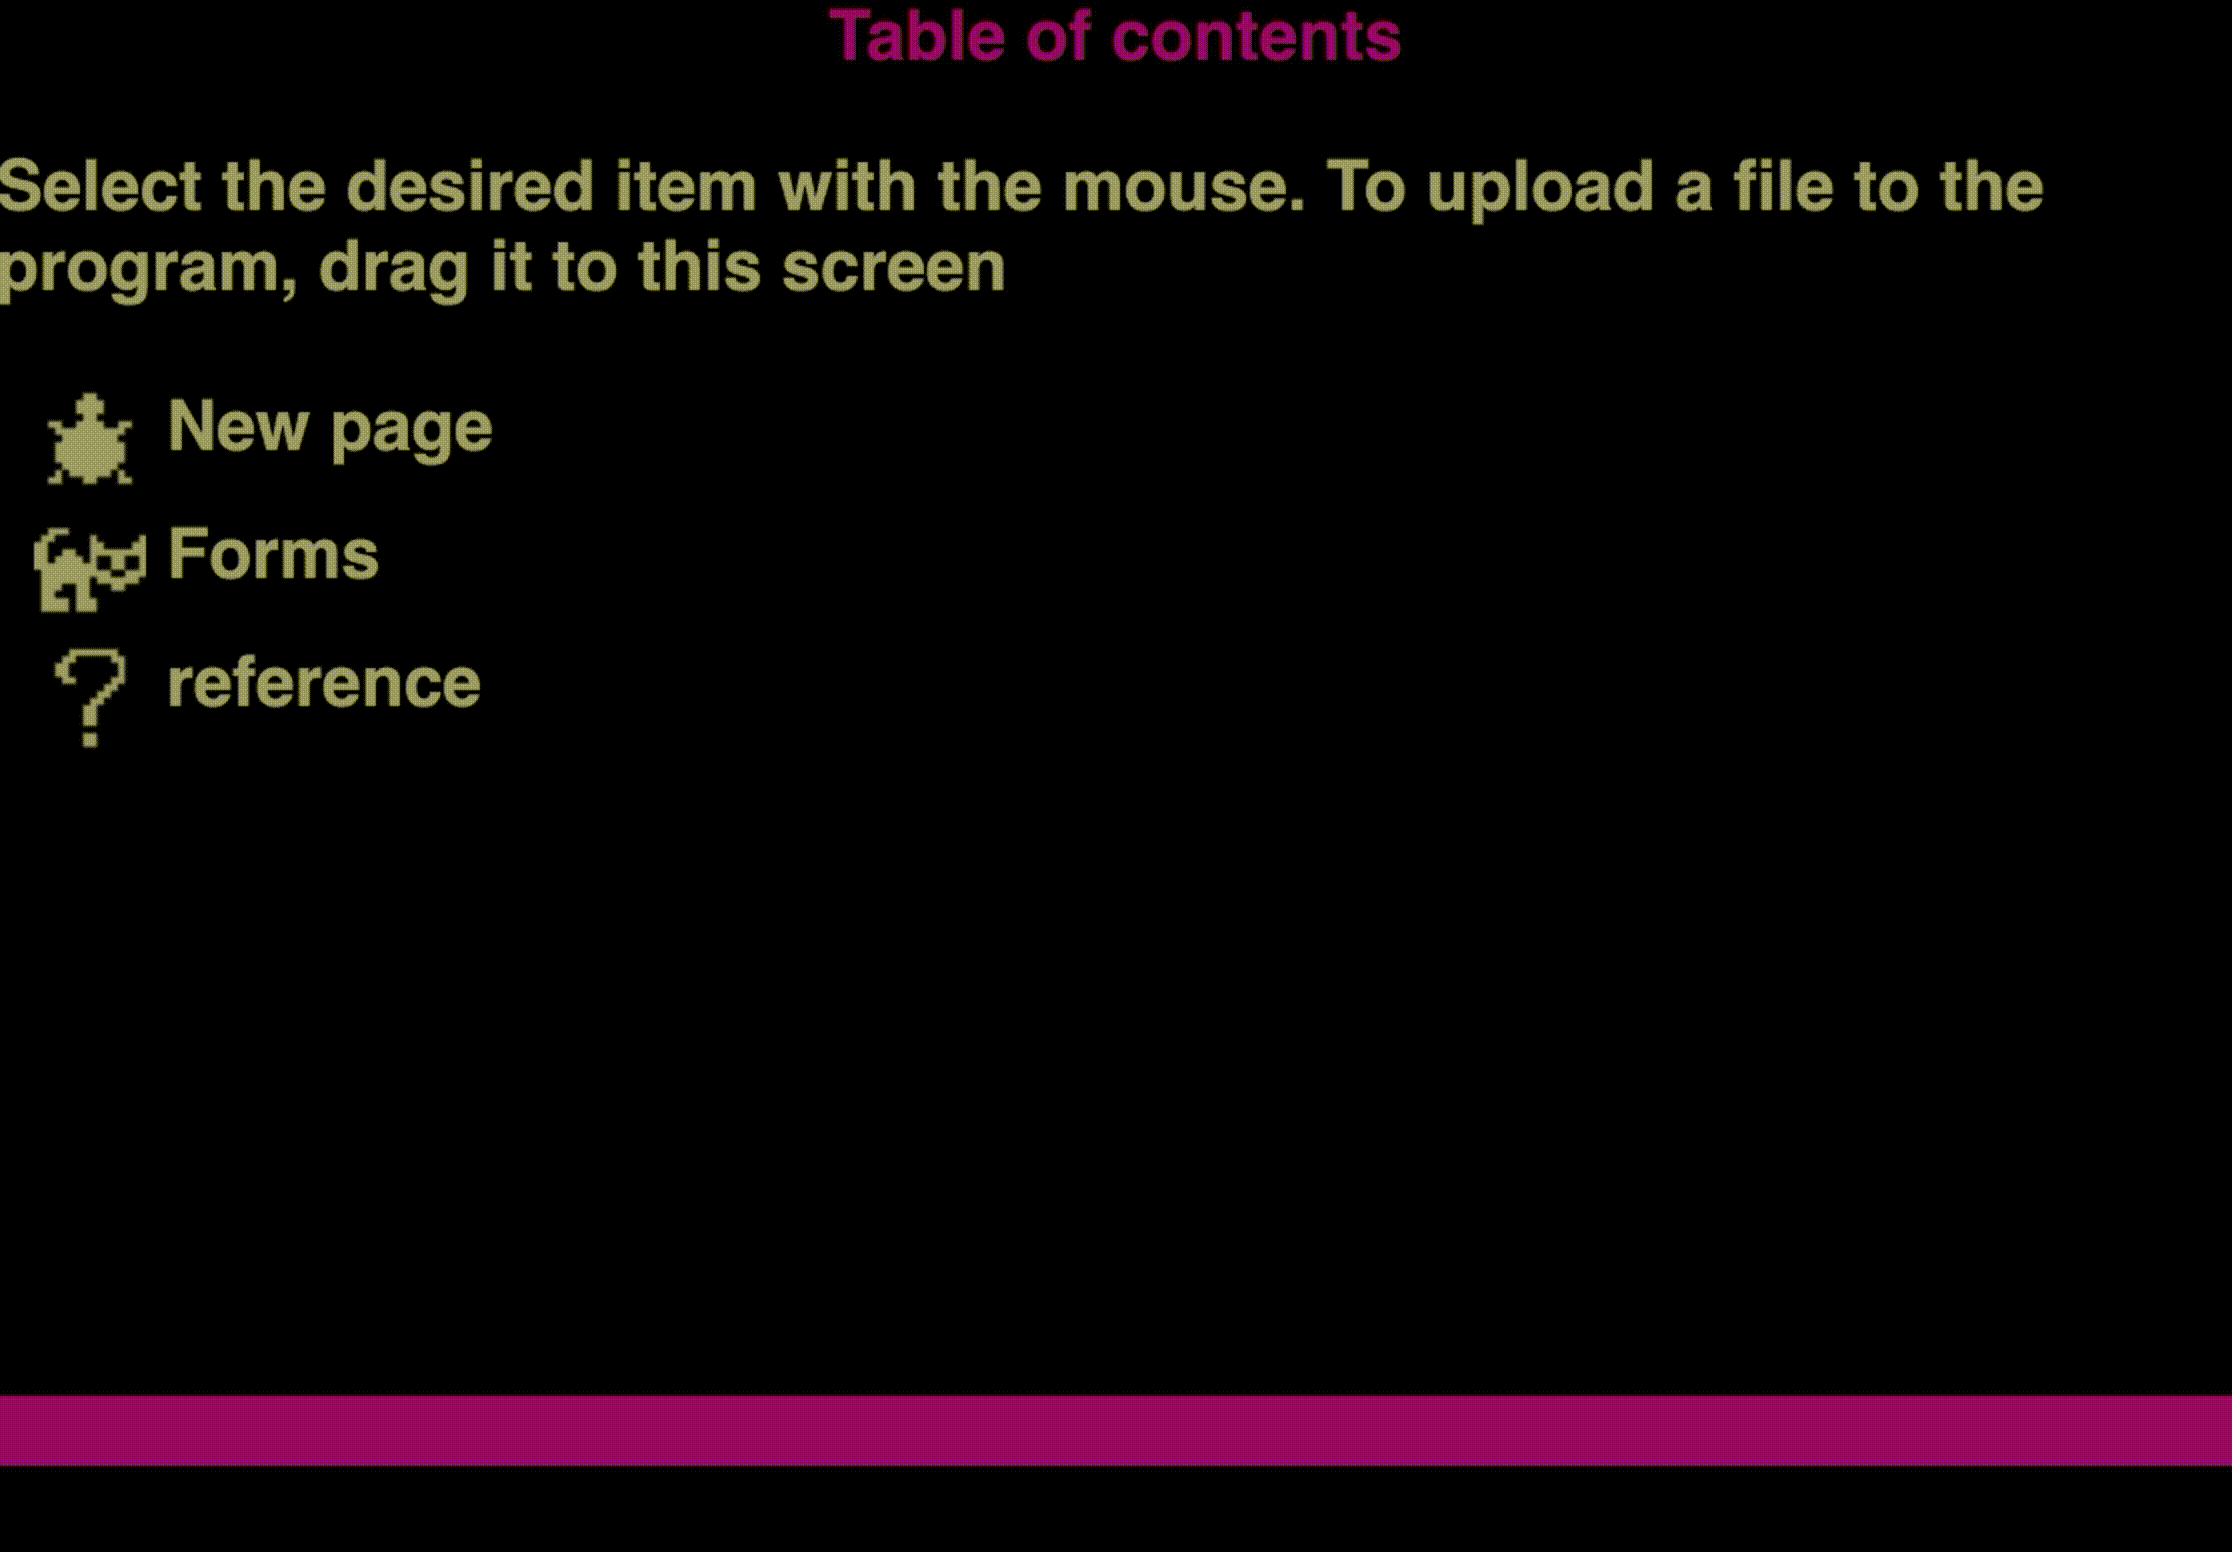 Table of contents
Select the desired item with the mouse. To upload a file to the
program, drag it to this screen
New page
Forms
reference